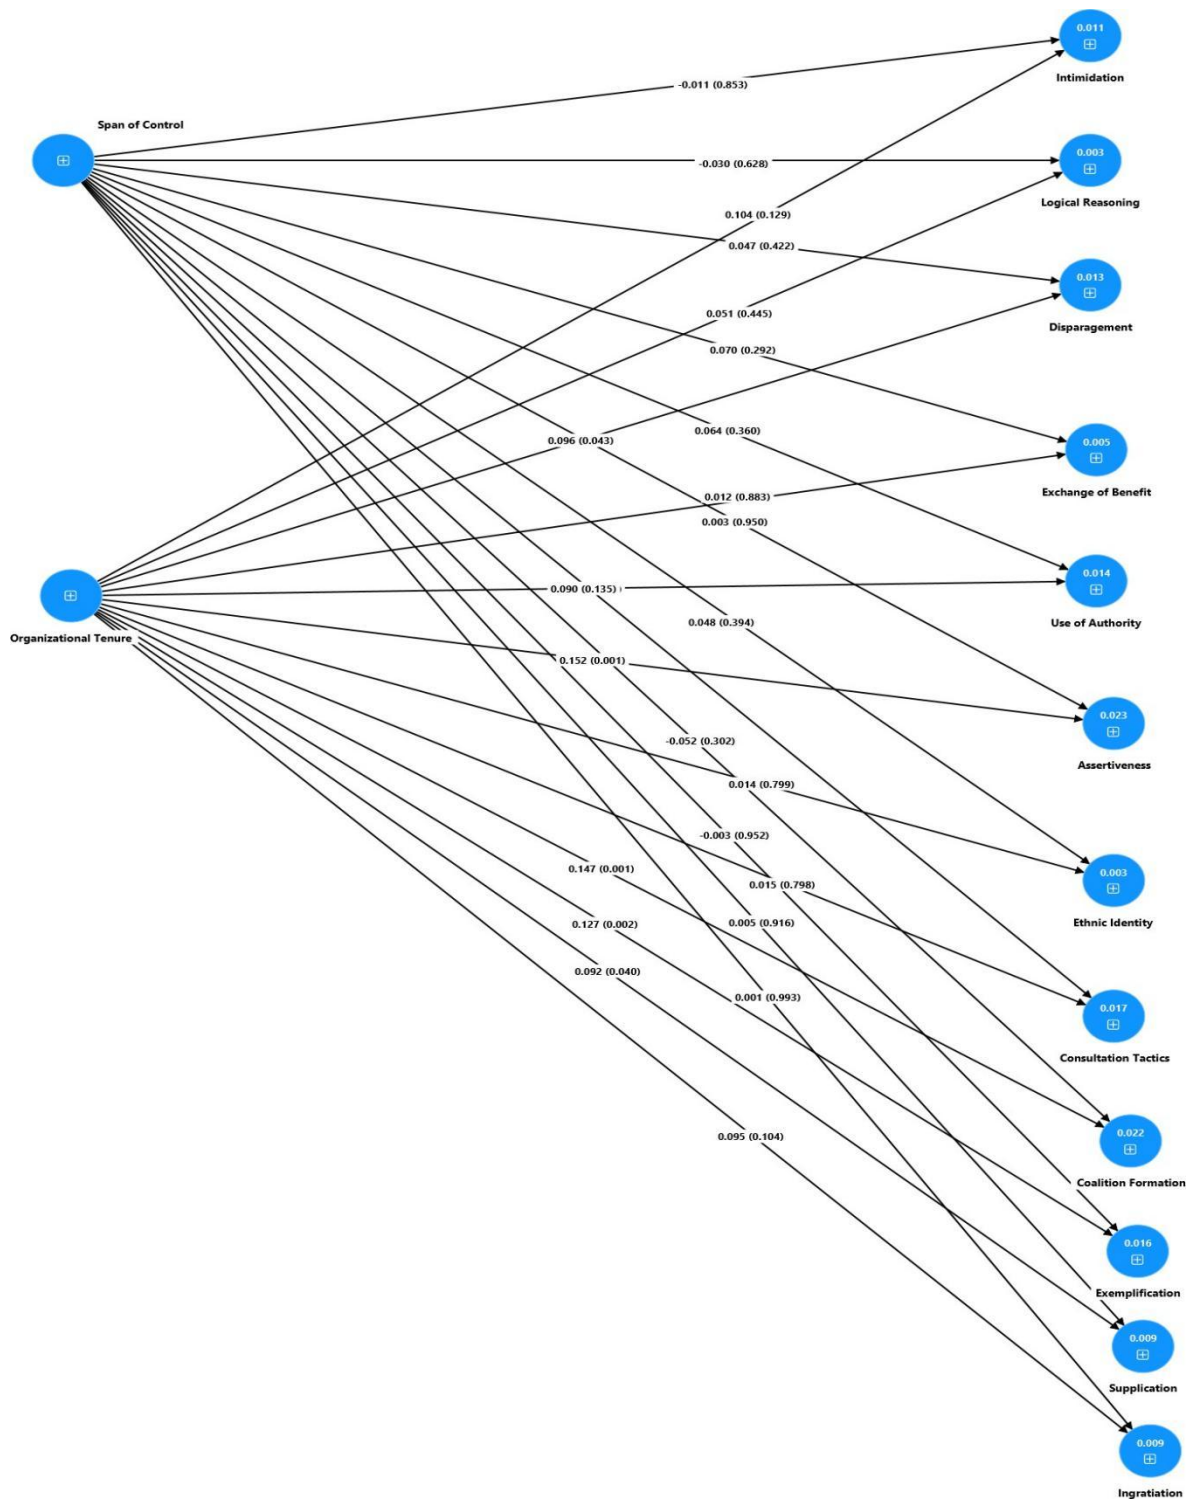 0.011
Intimidation
-0.011 (0.853)
Span of Control
0.003
-0.030 (0.628)
Logical Reasoning
0.104 (0.129)
0.047 (0.422)
0.013
Disparagement
0.051 (0.445)
0.070 (0.292)
0.064 (0.360)
0.096 (0.043)
0.005
Exchange of Benefit
0.012 (0.883)
0.003 (0.950)
0.014
0.090 (0.135)
Use of Authority
0.048 (0.394)
Organizational Tenure
0.152 (0.001)
0.023
-0.052 (0.302)
Assertiveness
0.014 (0.799)
-0.003 (0.952)
0.147 (0.001)
0.003
0.015 (0.798)
0.127 (0.002)
0.005 (0.916)
Ethnic Identity
0.092 (0.040)
0.001 (0.993)
0.017
Consultation Tactics
0.095 (0.104)
0.022
Coalition Formation
0.016
Exemplification
0.009
Supplication
0.009
Ingratiation